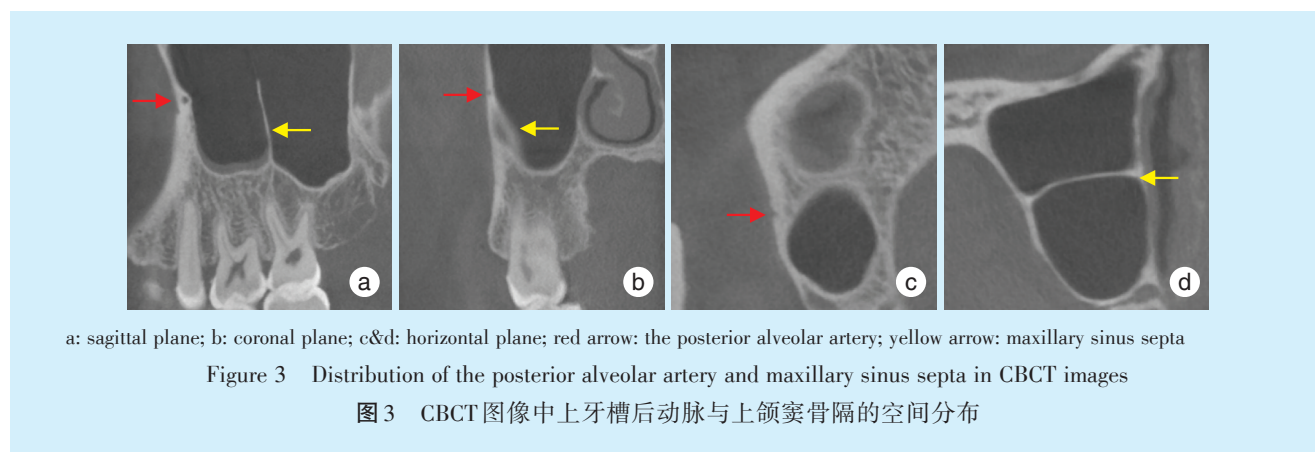 a
b
c
d
a: sagittal plane; b: coronal plane; c&d: horizontal plane; red arrow: the posterior alveolar artery; yellow arrow: maxillary sinus septa
Figure 3 Distribution of the posterior alveolar artery and maxillary sinus septa in CBCT images
图3 CBCT图像中上牙槽后动脉与上颌窦骨隔的空间分布